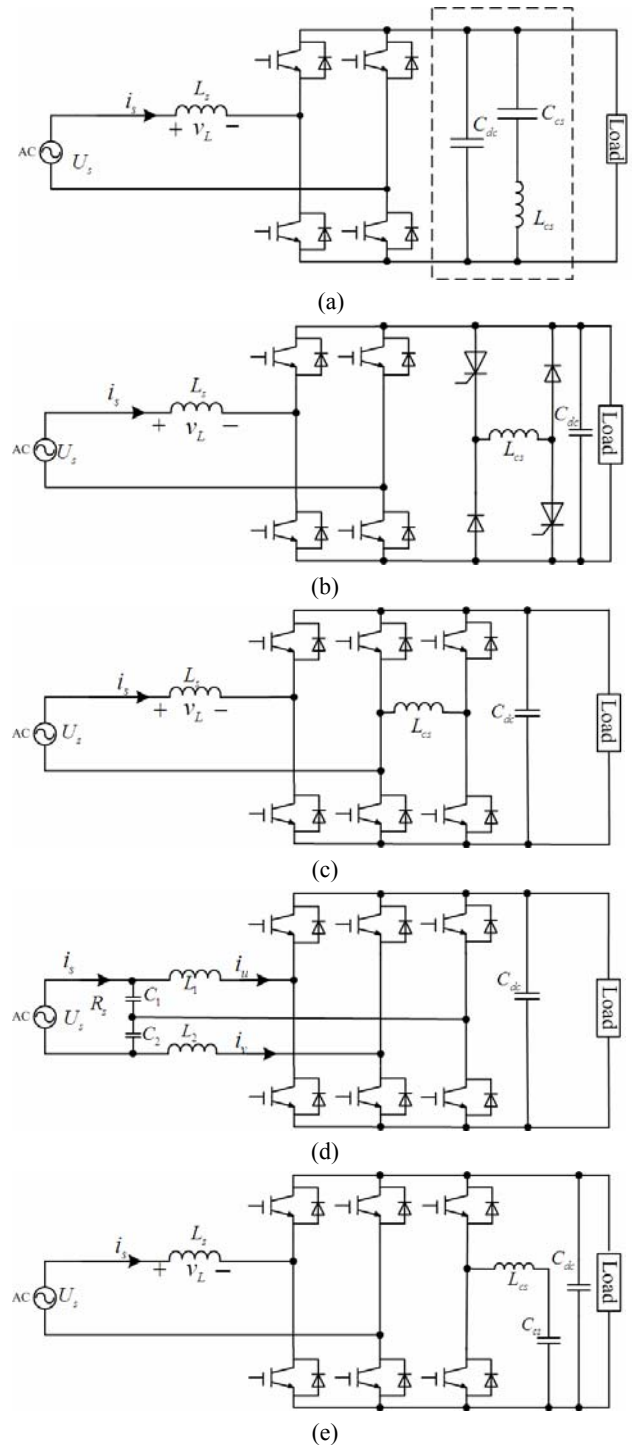 i_s L_s
+ v_L −
AC U_s
C_dc C_cs
L_cs
Load
(a)
i_s L_s
+ v_L −
AC U_s
L_cs
C_dc
Load
(b)
i_s L_s
+ v_L −
AC U_s
L_cs
C_dc
Load
(c)
i_s L_1 i_u
R_s C_1
AC U_s
C_2 L_2 i_v
C_dc
Load
(d)
i_s L_s
+ v_L −
AC U_s
L_cs
C_cs
C_dc
Load
(e)